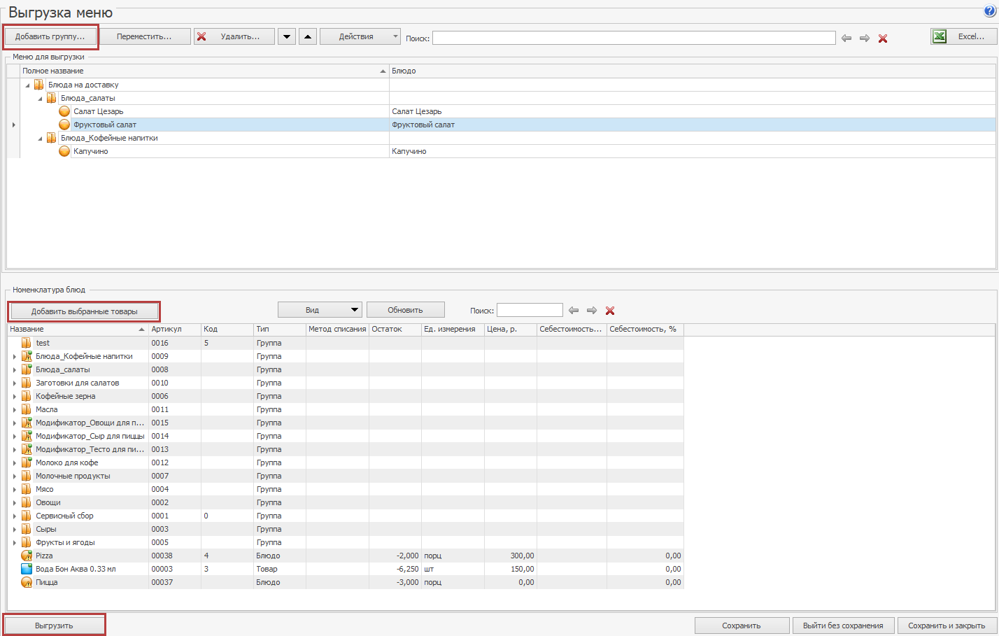 Выгрузка меню
Добавить группу... Переместить... Удалить... Действия Поиск: Excel...
Меню для выгрузки
Полное название Блюдо
Блюда на доставку
Блюда_салаты
Салат Цезарь Салат Цезарь
Фруктовый салат Фруктовый салат
Блюда_Кофейные напитки
Капучино Капучино
Номенклатура блюд
Добавить выбранные товары Вид Обновить Поиск:
Название Артикул Код Тип Метод списания Остаток Ед. измерения Цена, р. Себестоимость... Себестоимость, %
test 0016 5 Группа
Блюда_Кофейные напитки 0009 Группа
Блюда_салаты 0008 Группа
Заготовки для салатов 0010 Группа
Кофейные зерна 0006 Группа
Масла 0011 Группа
Модификатор_Овощи для п... 0015 Группа
Модификатор_Сыр для пиццы 0014 Группа
Модификатор_Тесто для пи... 0013 Группа
Молоко для кофе 0012 Группа
Молочные продукты 0007 Группа
Мясо 0004 Группа
Овощи 0002 Группа
Сервисный сбор 0001 0 Группа
Сыры 0003 Группа
Фрукты и ягоды 0005 Группа
Pizza 00038 4 Блюдо -2,000 порц 300,00 0,00
Вода Бон Аква 0.33 мл 00003 3 Товар -6,250 шт 150,00 0,00
Пицца 00037 Блюдо -3,000 порц 0,00 0,00
Выгрузить Сохранить Выйти без сохранения Сохранить и закрыть